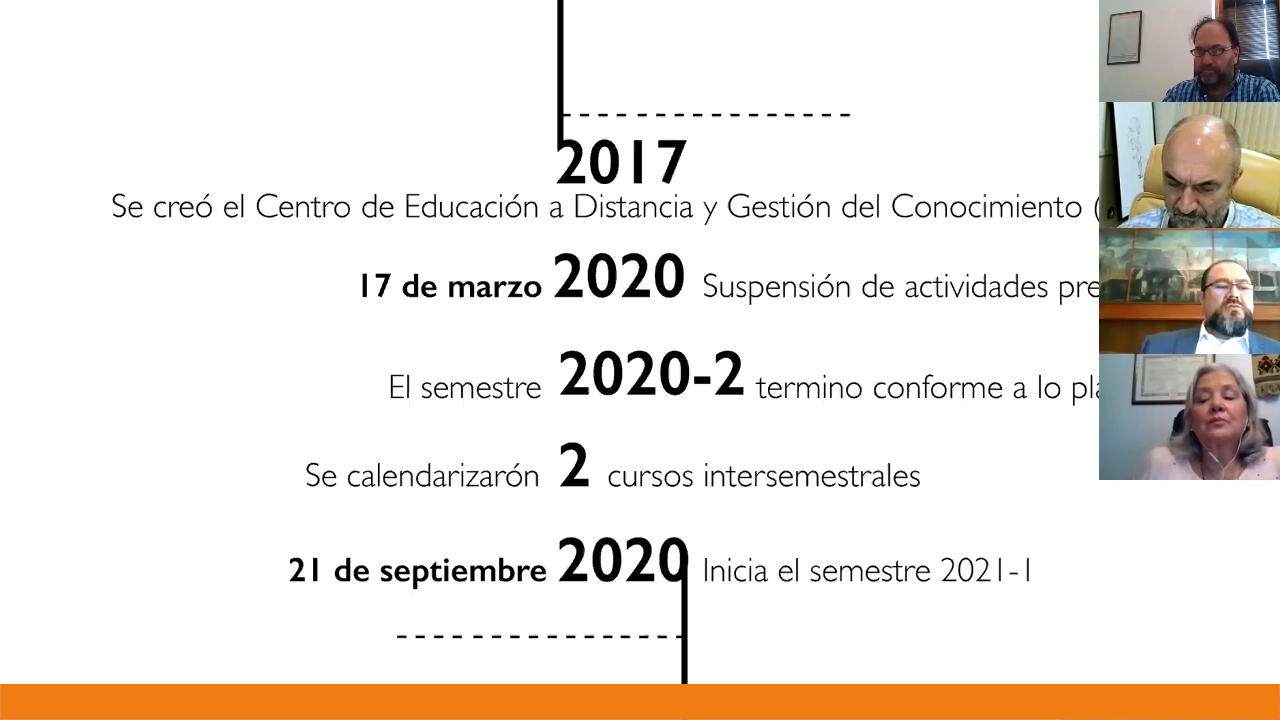 2017
Se creó el Centro de Educación a Distancia y Gestión del Conocimiento (
17 de marzo 2020 Suspensión de actividades
El semestre 2020-2 termino conforme a lo
Se calendarizarón 2 cursos intersemestrales
21 de septiembre 2020 Inicia el semestre 2021-1